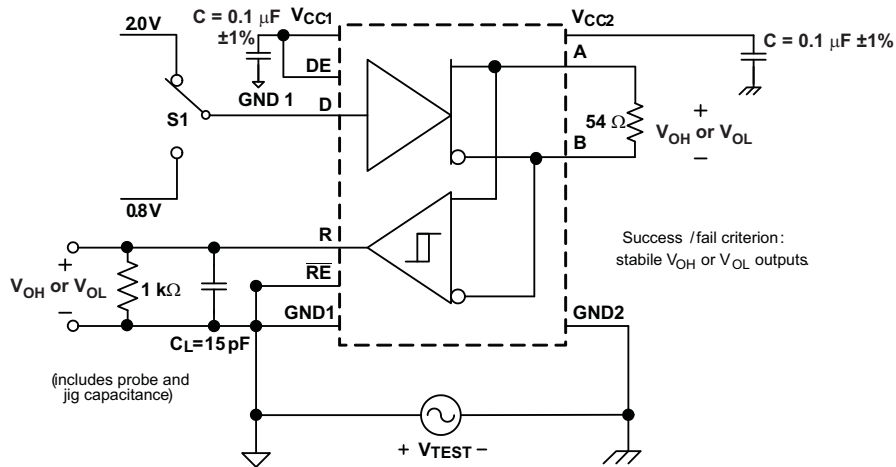 C = 0.1 μF
±1%
VCC1
VCC2
2.0V
DE
GND 1
A
C = 0.1 μF ±1%
S1
D
54 Ω
+
VOH or VOL
−
B
0.8V
R
RE
Success /fail criterion:
stabile VOH or VOL outputs.
+
VOH or VOL
−
1 kΩ
GND1
GND2
CL=15pF
(includes probe and
jig capacitance)
+ VTEST −